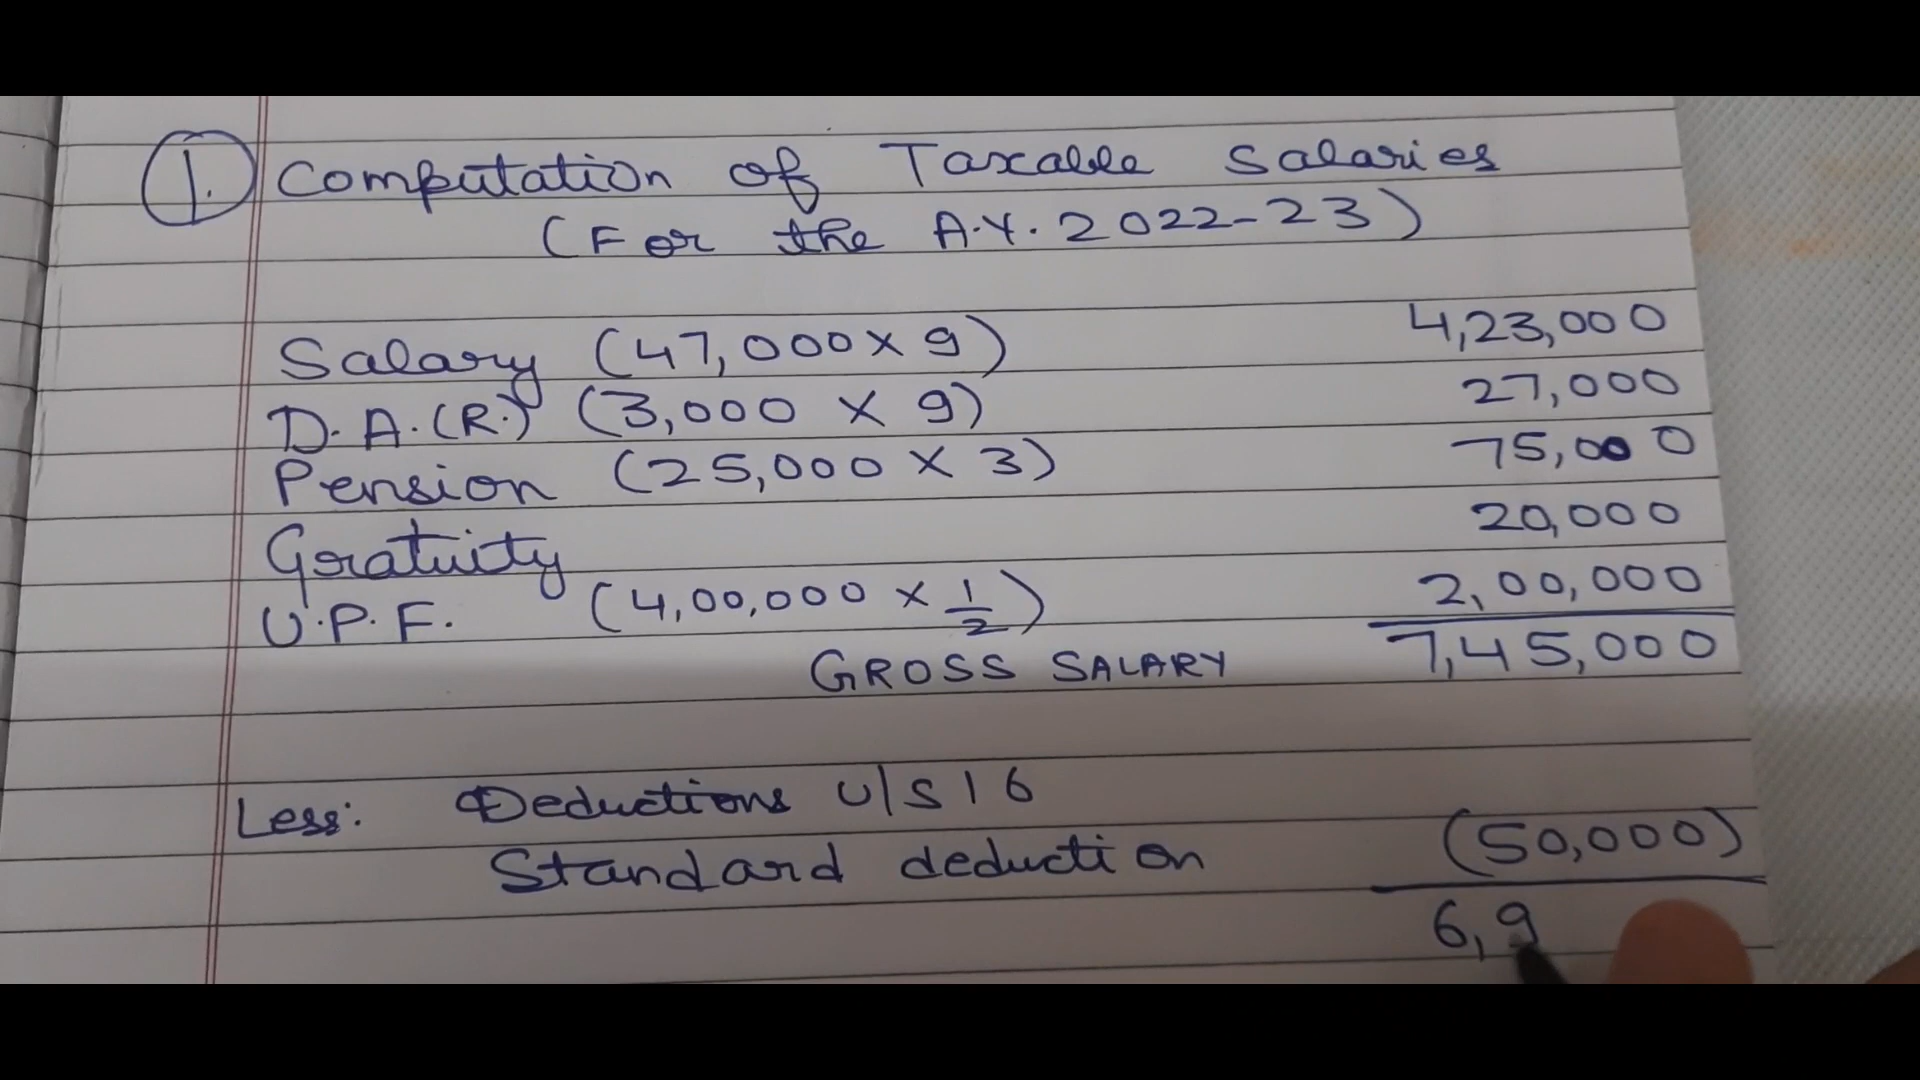 1. Computation of Taxable Salaries
(For the A.Y. 2022-23)
Salary (47,000 x 9) 4,23,000
D.A.(R.) (3,000 x 9) 27,000
Pension (25,000 x 3) 75,000
Gratuity 20,000
U.P.F. (4,00,000 x 1/2) 2,00,000
GROSS SALARY 7,45,000
Less: Deductions U/S 16
Standard deduction (50,000)
6,9